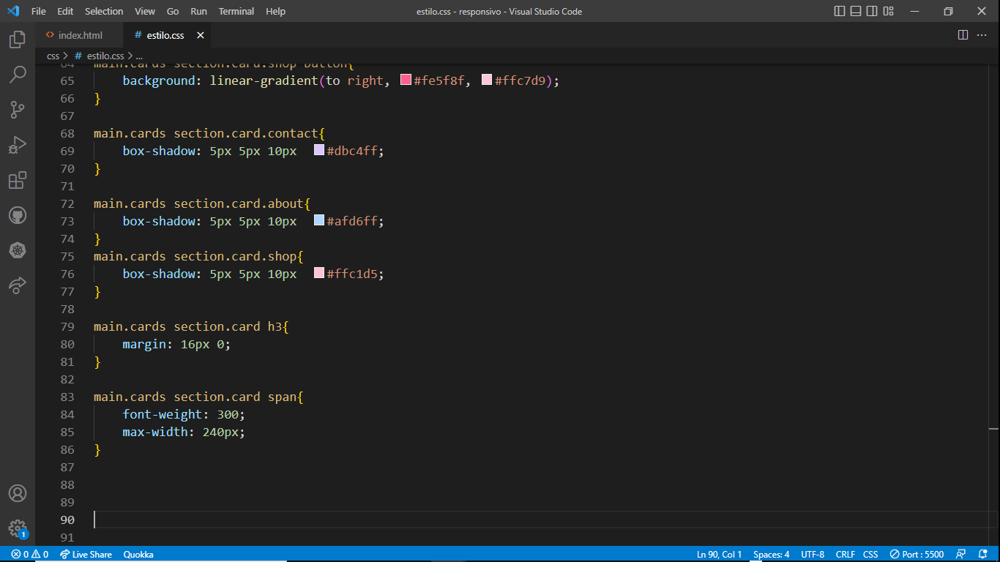 File Edit Selection View Go Run Terminal Help estilo.css - responsivo - Visual Studio Code
<> index.html # estilo.css
css > # estilo.css > ...
64 main.cards section.card.shop button{
65 background: linear-gradient(to right, #fe5f8f, #ffc7d9);
66 }
67
68 main.cards section.card.contact{
69 box-shadow: 5px 5px 10px #dbc4ff;
70 }
71
72 main.cards section.card.about{
73 box-shadow: 5px 5px 10px #afd6ff;
74 }
75 main.cards section.card.shop{
76 box-shadow: 5px 5px 10px #ffc1d5;
77 }
78
79 main.cards section.card h3{
80 margin: 16px 0;
81 }
82
83 main.cards section.card span{
84 font-weight: 300;
85 max-width: 240px;
86 }
87
88
89
90
91
1
0 0 Live Share Quokka Ln 90, Col 1 Spaces: 4 UTF-8 CRLF CSS Port : 5500